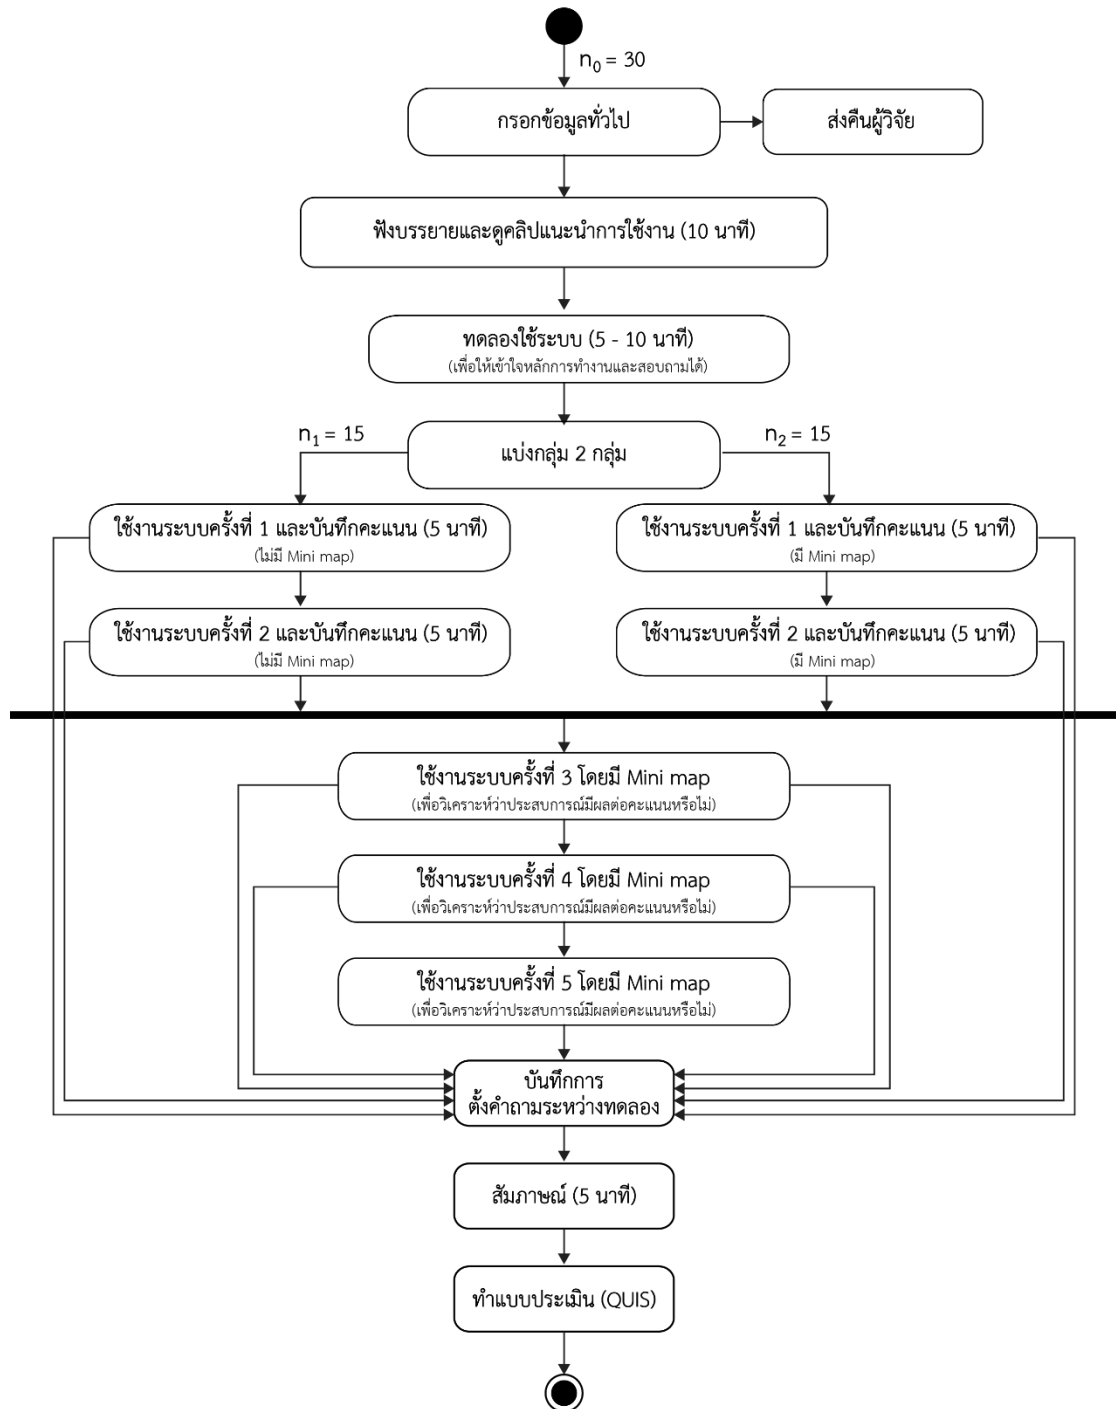 n₀ = 30
กรอกข้อมูลทั่วไป
ส่งคืนผู้วิจัย
ฟังบรรยายและดูคลิปแนะนำการใช้งาน (10 นาที)
ทดลองใช้ระบบ (5 - 10 นาที)
(เพื่อให้เข้าใจหลักการทำงานและสอบถามได้)
n₁ = 15
n₂ = 15
แบ่งกลุ่ม 2 กลุ่ม
ใช้งานระบบครั้งที่ 1 และบันทึกคะแนน (5 นาที)
(ไม่มี Mini map)
ใช้งานระบบครั้งที่ 1 และบันทึกคะแนน (5 นาที)
(มี Mini map)
ใช้งานระบบครั้งที่ 2 และบันทึกคะแนน (5 นาที)
(ไม่มี Mini map)
ใช้งานระบบครั้งที่ 2 และบันทึกคะแนน (5 นาที)
(มี Mini map)
ใช้งานระบบครั้งที่ 3 โดยมี Mini map
(เพื่อวิเคราะห์ว่าประสบการณ์มีผลต่อคะแนนหรือไม่)
ใช้งานระบบครั้งที่ 4 โดยมี Mini map
(เพื่อวิเคราะห์ว่าประสบการณ์มีผลต่อคะแนนหรือไม่)
ใช้งานระบบครั้งที่ 5 โดยมี Mini map
(เพื่อวิเคราะห์ว่าประสบการณ์มีผลต่อคะแนนหรือไม่)
บันทึกการ
ตั้งคำถามระหว่างทดลอง
สัมภาษณ์ (5 นาที)
ทำแบบประเมิน (QUIS)